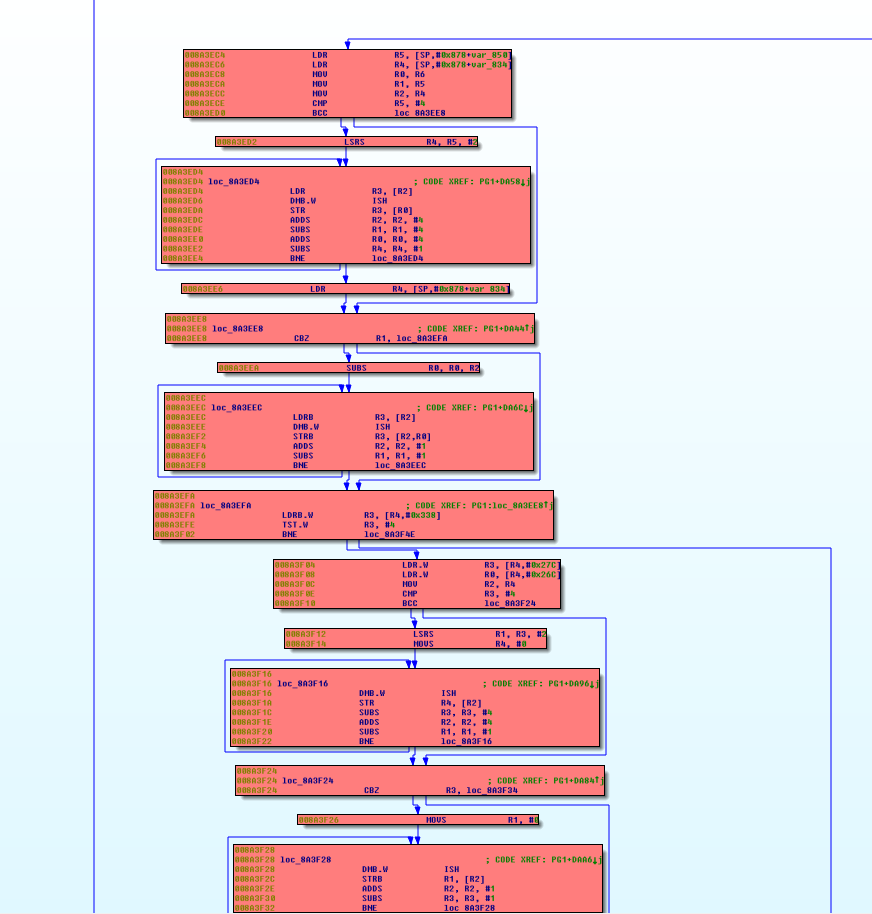 008A3EC4 LDR R5, [SP,#0x878+var_850]
008A3EC6 LDR R4, [SP,#0x878+var_834]
008A3EC8 MOV R0, R6
008A3ECA MOV R1, R5
008A3ECC MOV R2, R4
008A3ECE CMP R5, #4
008A3ED0 BCC loc_8A3EE8
008A3ED2 LSRS R4, R5, #2
008A3ED4
008A3ED4 loc_8A3ED4 ; CODE XREF: PG1+DA58↓j
008A3ED4 LDR R3, [R2]
008A3ED6 DMB.W ISH
008A3EDA STR R3, [R0]
008A3EDC ADDS R2, R2, #4
008A3EDE SUBS R1, R1, #4
008A3EE0 ADDS R0, R0, #4
008A3EE2 SUBS R4, R4, #1
008A3EE4 BNE loc_8A3ED4
008A3EE6 LDR R4, [SP,#0x878+var_834]
008A3EE8
008A3EE8 loc_8A3EE8 ; CODE XREF: PG1+DA44↑j
008A3EE8 CBZ R1, loc_8A3EFA
008A3EEA SUBS R0, R0, R2
008A3EEC
008A3EEC loc_8A3EEC ; CODE XREF: PG1+DA6C↓j
008A3EEC LDRB R3, [R2]
008A3EEE DMB.W ISH
008A3EF2 STRB R3, [R2,R0]
008A3EF4 ADDS R2, R2, #1
008A3EF6 SUBS R1, R1, #1
008A3EF8 BNE loc_8A3EEC
008A3EFA
008A3EFA loc_8A3EFA ; CODE XREF: PG1:loc_8A3EE8↑j
008A3EFA LDRB.W R3, [R4,#0x338]
008A3EFE TST.W R3, #4
008A3F02 BNE loc_8A3F4E
008A3F04 LDR.W R3, [R4,#0x27C]
008A3F08 LDR.W R0, [R4,#0x26C]
008A3F0C MOV R2, R4
008A3F0E CMP R3, #4
008A3F10 BCC loc_8A3F24
008A3F12 LSRS R1, R3, #2
008A3F14 MOVS R4, #0
008A3F16
008A3F16 loc_8A3F16 ; CODE XREF: PG1+DA96↓j
008A3F16 DMB.W ISH
008A3F1A STR R4, [R2]
008A3F1C SUBS R3, R3, #4
008A3F1E ADDS R2, R2, #4
008A3F20 SUBS R1, R1, #1
008A3F22 BNE loc_8A3F16
008A3F24
008A3F24 loc_8A3F24 ; CODE XREF: PG1+DA84↑j
008A3F24 CBZ R3, loc_8A3F34
008A3F26 MOVS R1, #0
008A3F28
008A3F28 loc_8A3F28 ; CODE XREF: PG1+DAA6↓j
008A3F28 DMB.W ISH
008A3F2C STRB R1, [R2]
008A3F2E ADDS R2, R2, #1
008A3F30 SUBS R3, R3, #1
008A3F32 BNE loc_8A3F28